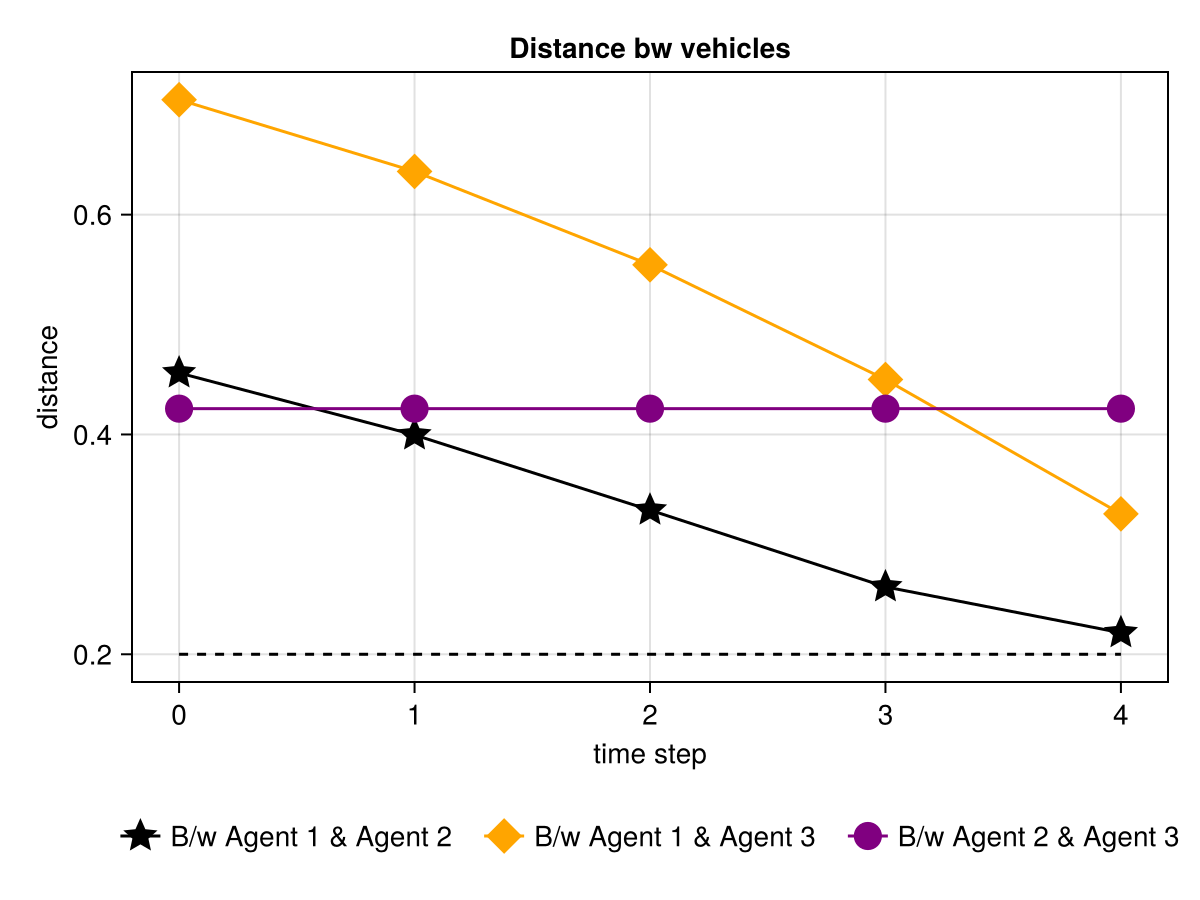 Distance bw vehicles
distance
0.6
0.4
0.2
0 1 2 3 4
time step
B/w Agent 1 & Agent 2 B/w Agent 1 & Agent 3 B/w Agent 2 & Agent 3